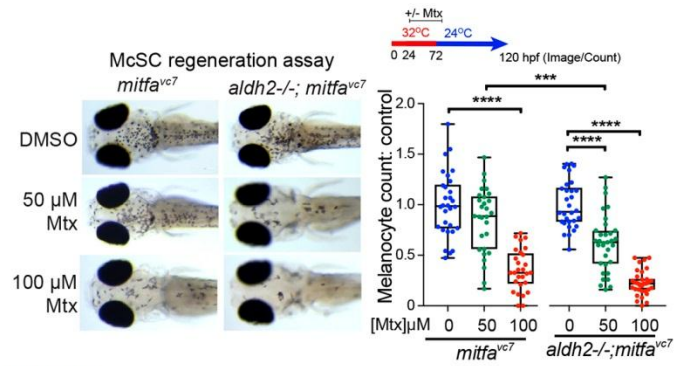 McSC regeneration assay
mitfa^vc7 aldh2-/-; mitfa^vc7
DMSO
50 µM
Mtx
100 µM
Mtx
+/- Mtx
32°C 24°C
0 24 72 120 hpf (Image/Count)
***
**** ****
****
Melanocyte count: control
2.0
1.5
1.0
0.5
0
[Mtx]µM 0 50 100 0 50 100
mitfa^vc7 aldh2-/-;mitfa^vc7